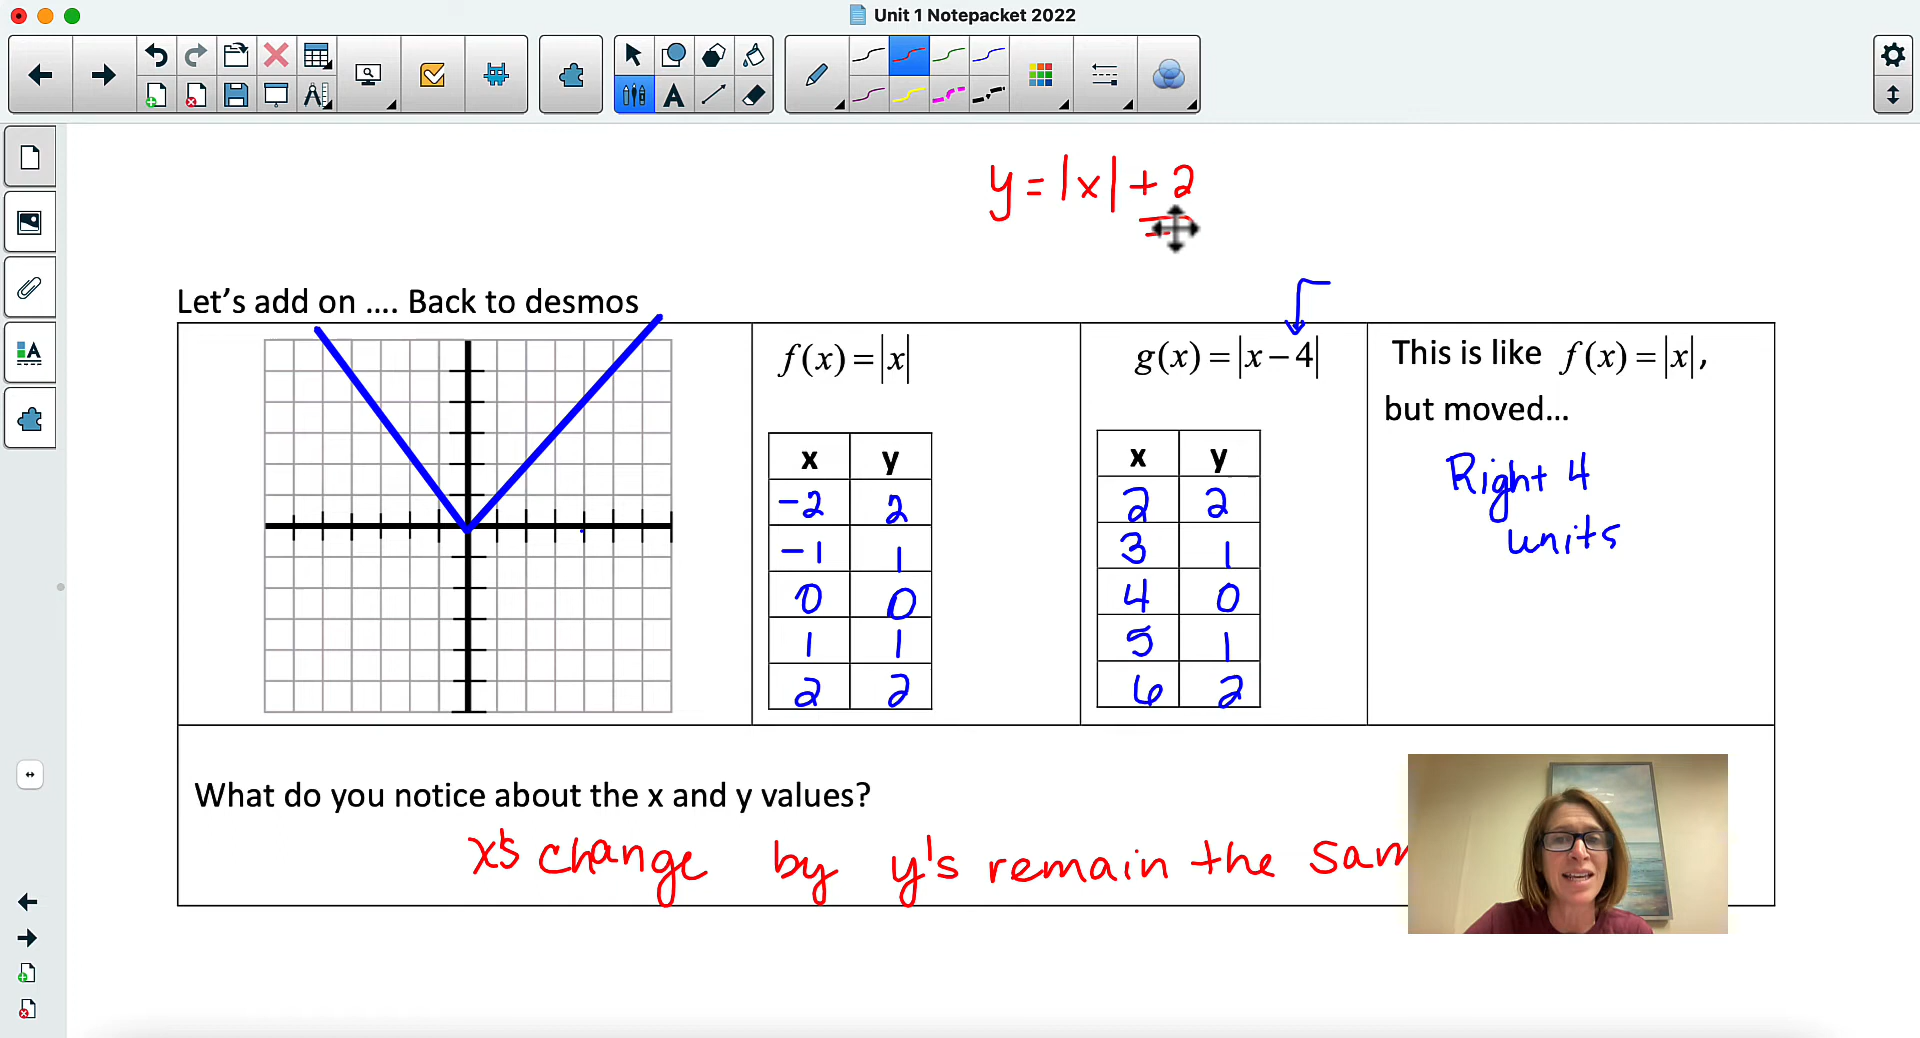 Unit 1 Notepacket 2022
y = |x| + 2
Let's add on .... Back to desmos
f(x) = |x|
x y
-2 2
-1 1
0 0
1 1
2 2
g(x) = |x − 4|
x y
2 2
3 1
4 0
5 1
6 2
This is like f(x) = |x|,
but moved...
Right 4
units
What do you notice about the x and y values?
x's change by y's remain the sam